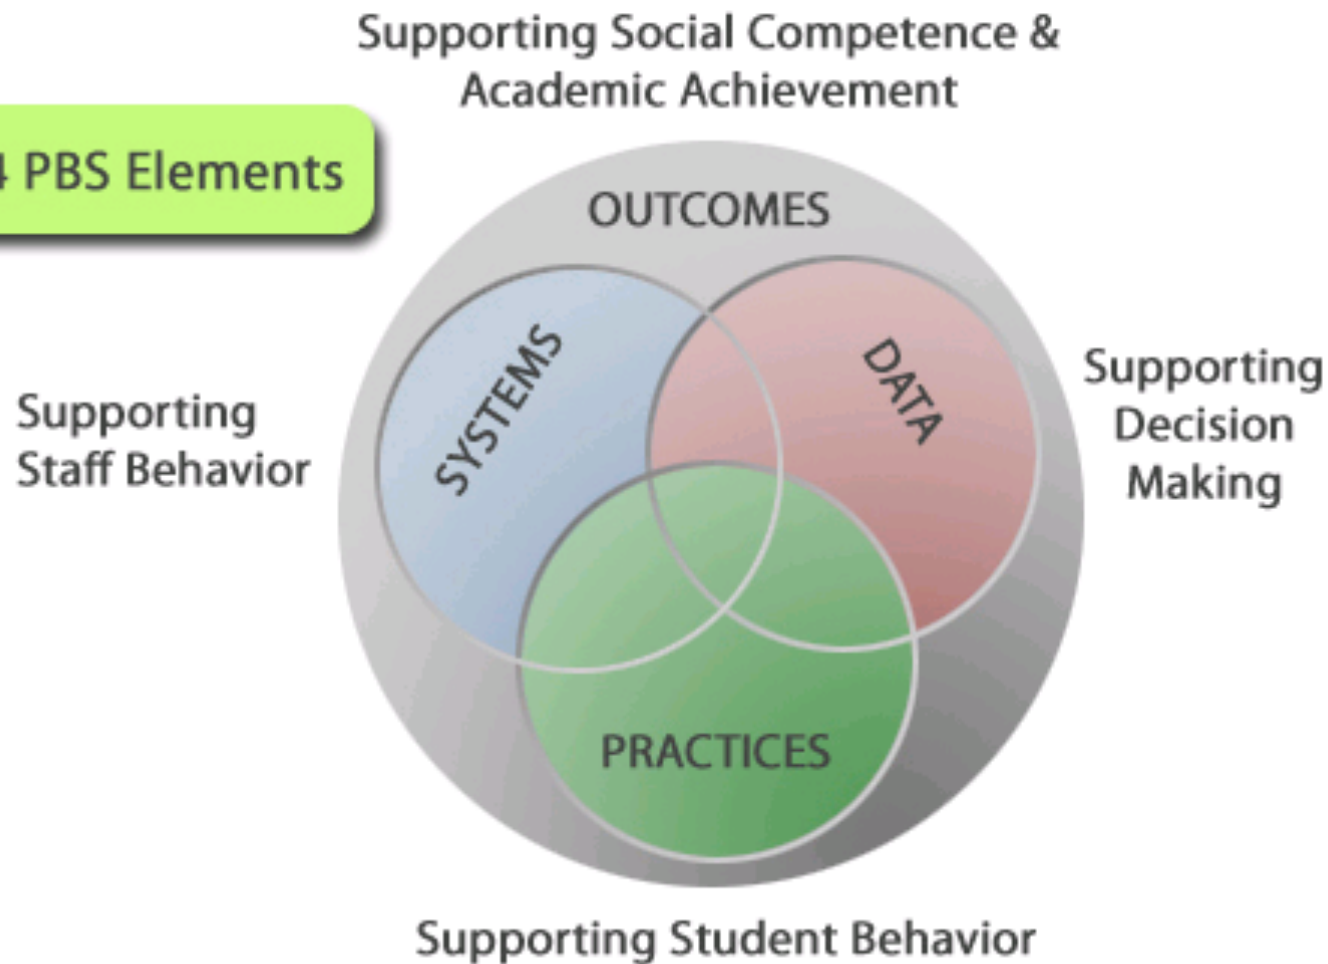 Supporting Social Competence &
Academic Achievement
4 PBS Elements
OUTCOMES
SYSTEMS
DATA
Supporting
Staff Behavior
Supporting
Decision
Making
PRACTICES
Supporting Student Behavior